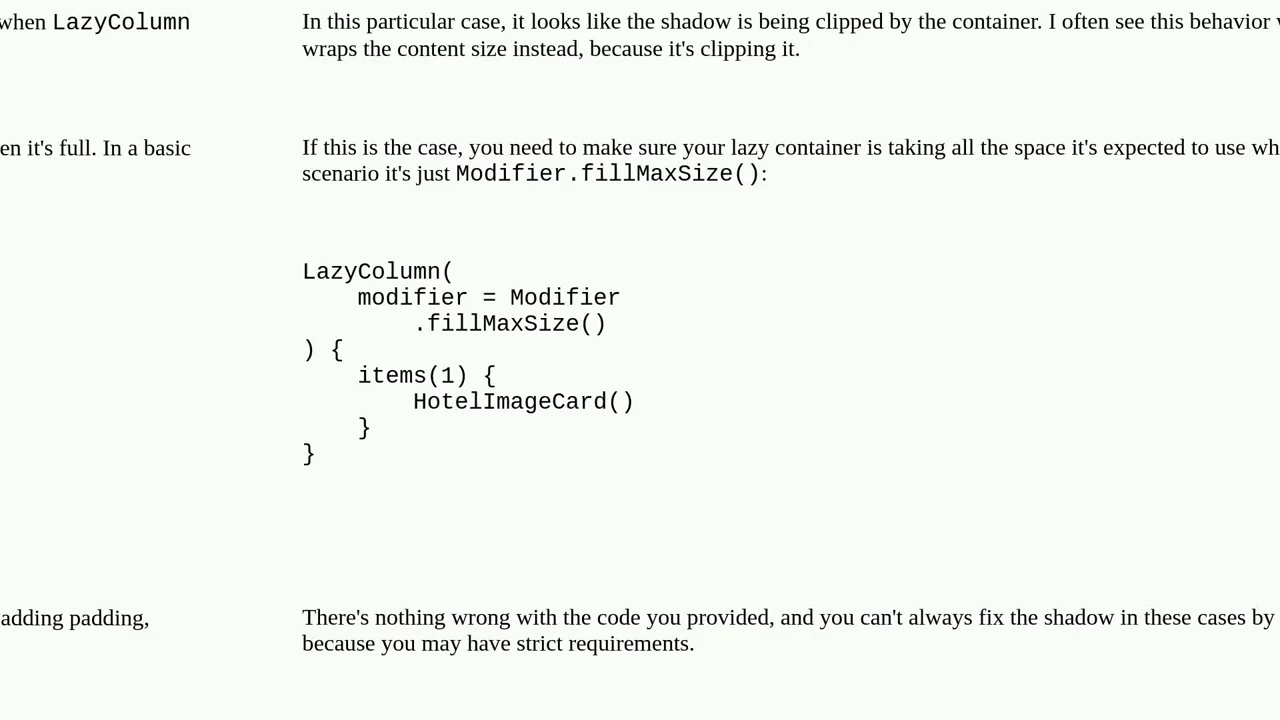 when LazyColumn
In this particular case, it looks like the shadow is being clipped by the container. I often see this behavior
wraps the content size instead, because it's clipping it.
en it's full. In a basic
If this is the case, you need to make sure your lazy container is taking all the space it's expected to use wh
scenario it's just Modifier.fillMaxSize():
LazyColumn(
    modifier = Modifier
        .fillMaxSize()
) {
    items(1) {
        HotelImageCard()
    }
}
adding padding,
There's nothing wrong with the code you provided, and you can't always fix the shadow in these cases by
because you may have strict requirements.